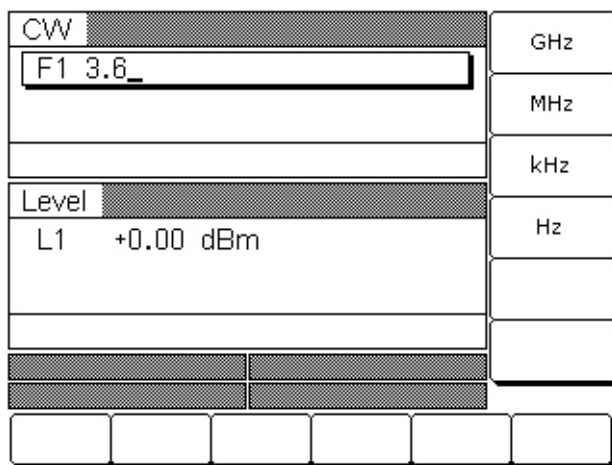 CW
F1 3.6_
Level
L1 +0.00 dBm
GHz
MHz
kHz
Hz